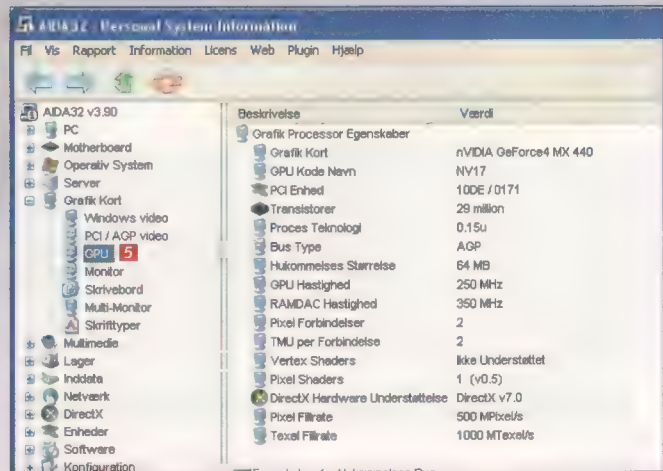 AIDA32 - Personal System Information
Fil Vis Rapport Information Licens Web Plugin Hjælp
AIDA32 v3.90
PC
Motherboard
Operativ System
Server
Grafik Kort
Windows video
PCI / AGP video
GPU 5
Monitor
Skrivebord
Multi-Monitor
Skrifttyper
Multimedie
Lager
Inddata
Netværk
DirectX
Enheder
Software
Konfiguration
Beskrivelse Værdi
Grafik Processor Egenskaber
Grafik Kort nVIDIA GeForce4 MX 440
GPU Kode Navn NV17
PCI Enhed 10DE / 0171
Transistorer 29 million
Proces Teknologi 0.15u
Bus Type AGP
Hukommelses Størrelse 64 MB
GPU Hastighed 250 MHz
RAMDAC Hastighed 350 MHz
Pixel Forbindelser 2
TMU per Forbindelse 2
Vertex Shaders Ikke Understøttet
Pixel Shaders 1 (v0.5)
DirectX Hardware Understøttelse DirectX v7.0
Pixel Fillrate 500 MPixel/s
Texel Fillrate 1000 MTexel/s